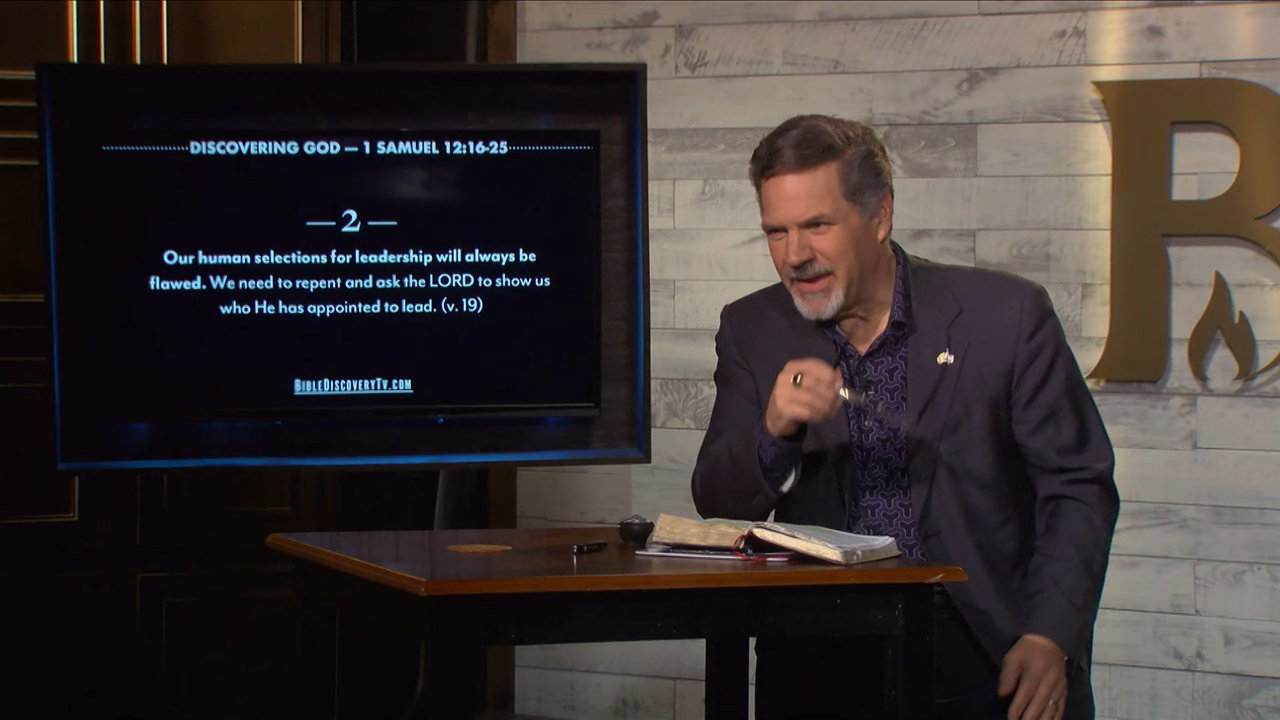 DISCOVERING GOD — 1 SAMUEL 12:16-25
— 2 —
Our human selections for leadership will always be
flawed. We need to repent and ask the LORD to show us
who He has appointed to lead. (v. 19)
BIBLEDISCOVERYTV.COM
B